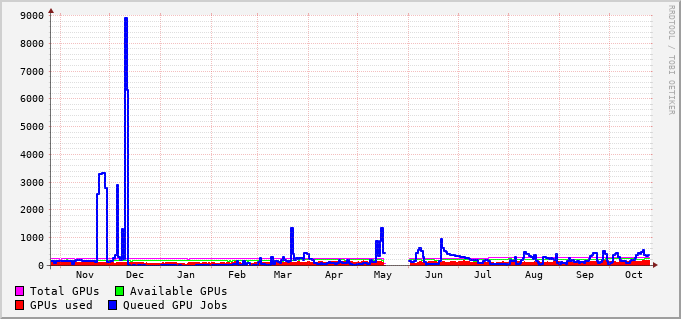 9000
8000
7000
6000
5000
4000
3000
2000
1000
0
Nov Dec Jan Feb Mar Apr May Jun Jul Aug Sep Oct
Total GPUs Available GPUs
GPUs used Queued GPU Jobs
RRDTOOL / TOBI OETIKER